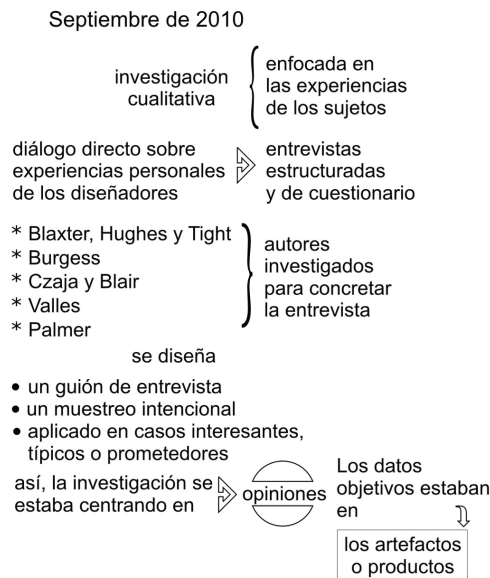 Septiembre de 2010
investigación
cualitativa
enfocada en
las experiencias
de los sujetos
diálogo directo sobre
experiencias personales
de los diseñadores
entrevistas
estructuradas
y de cuestionario
* Blaxter, Hughes y Tight
* Burgess
* Czaja y Blair
* Valles
* Palmer
autores
investigados
para concretar
la entrevista
se diseña
• un guión de entrevista
• un muestreo intencional
• aplicado en casos interesantes,
típicos o prometedores
así, la investigación se
estaba centrando en
opiniones
Los datos
objetivos estaban
en
los artefactos
o productos